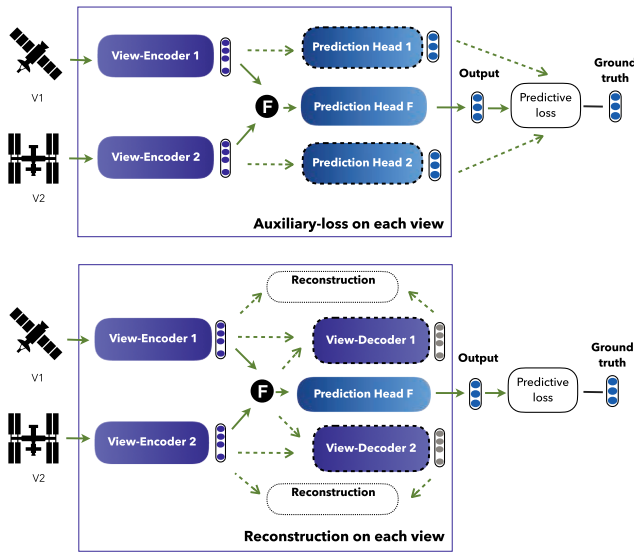 View-Encoder 1
Prediction Head 1
V1
F
Prediction Head F
Output
Predictive
loss
Ground
truth
View-Encoder 2
Prediction Head 2
V2
Auxiliary-loss on each view
Reconstruction
View-Encoder 1
View-Decoder 1
V1
F
Prediction Head F
Output
Predictive
loss
Ground
truth
View-Encoder 2
View-Decoder 2
V2
Reconstruction
Reconstruction on each view